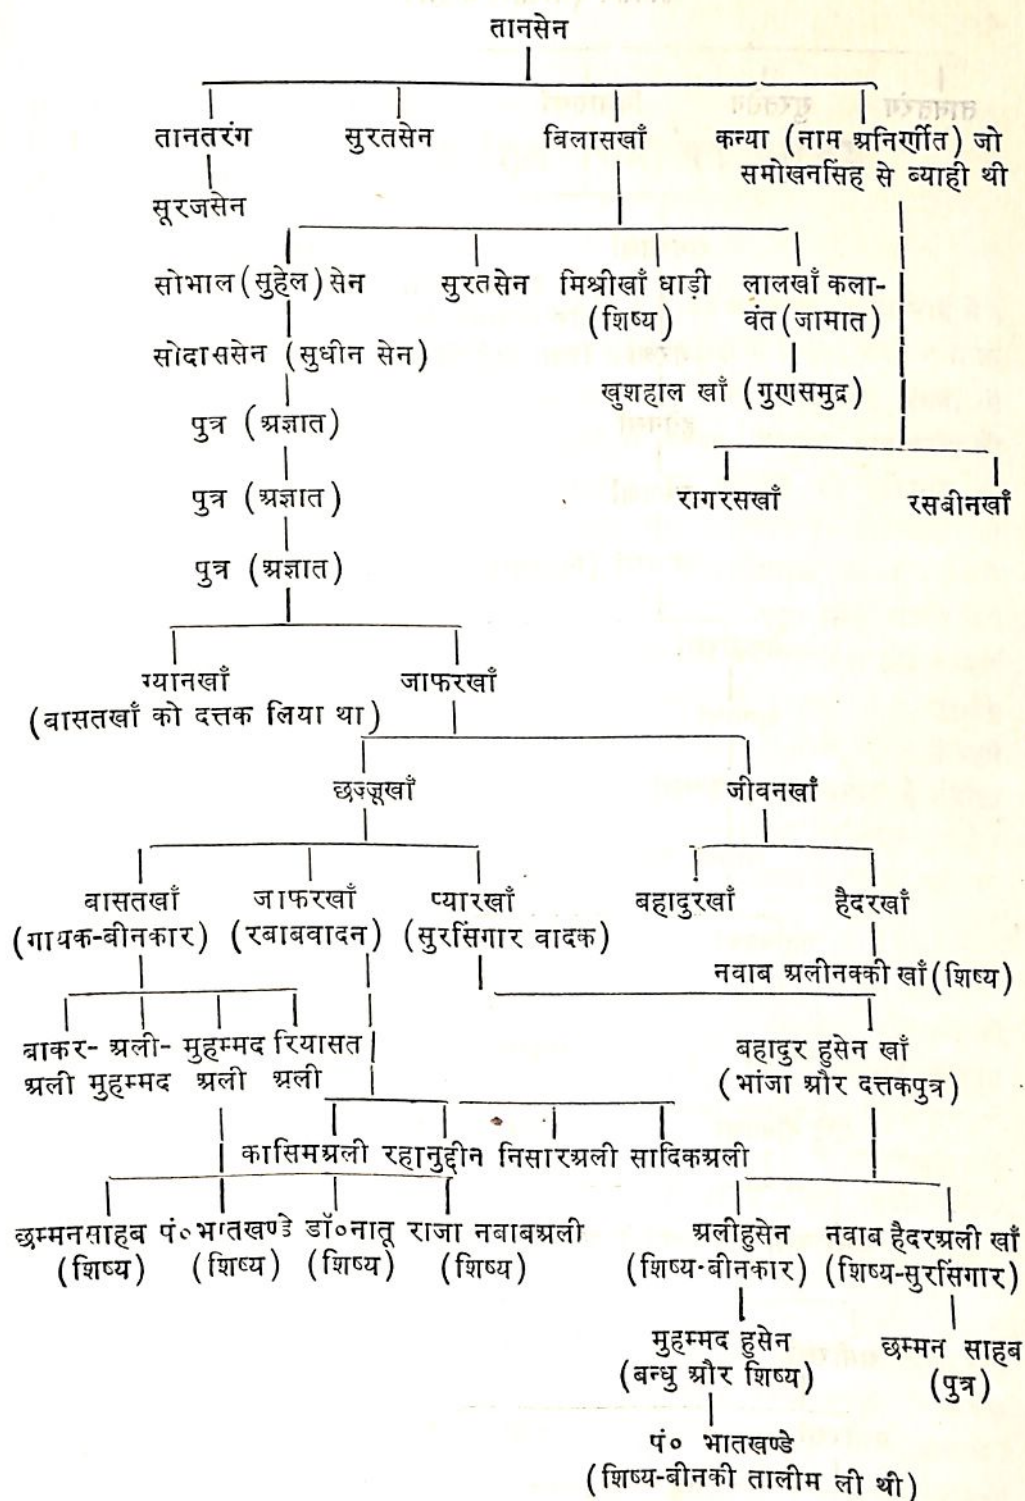 तानसेन
तानतरंग सुरतसेन बिलासखाँ कन्या (नाम अनिर्णीत) जो
समोखनसिंह से ब्याही थी
सूरजसेन
सोभाल (सुहेल) सेन सुरतसेन मिश्रीखाँ धाड़ी लालखाँ कला-
(शिष्य) वंत (जामात)
सोदाससेन (सुधीन सेन)
खुशहाल खाँ (गुणसमुद्र)
पुत्र (अज्ञात)
पुत्र (अज्ञात) रागरसखाँ रसबीनखाँ
पुत्र (अज्ञात)
ग्यानखाँ जाफरखाँ
(बासतखाँ को दत्तक लिया था)
छज्जूखाँ जीवनखाँ
बासतखाँ जाफरखाँ प्यारखाँ बहादुरखाँ हैदरखाँ
(गायक-बीनकार) (रबाबवादन) (सुरसिंगार वादक)
नवाब अलीनक्की खाँ (शिष्य)
बाकर- अली- मुहम्मद रियासत बहादुर हुसेन खाँ
अली मुहम्मद अली अली (भांजा और दत्तकपुत्र)
कासिमअली रहानुद्दीन निसारअली सादिकअली
छम्मनसाहब पं० भातखण्डे डॉ० नातू राजा नबाबअली अलीहुसेन नवाब हैदरअली खाँ
(शिष्य) (शिष्य) (शिष्य) (शिष्य) (शिष्य-बीनकार) (शिष्य-सुरसिंगार)
मुहम्मद हुसेन छम्मन साहब
(बन्धु और शिष्य) (पुत्र)
पं० भातखण्डे
(शिष्य-बीनकी तालीम ली थी)